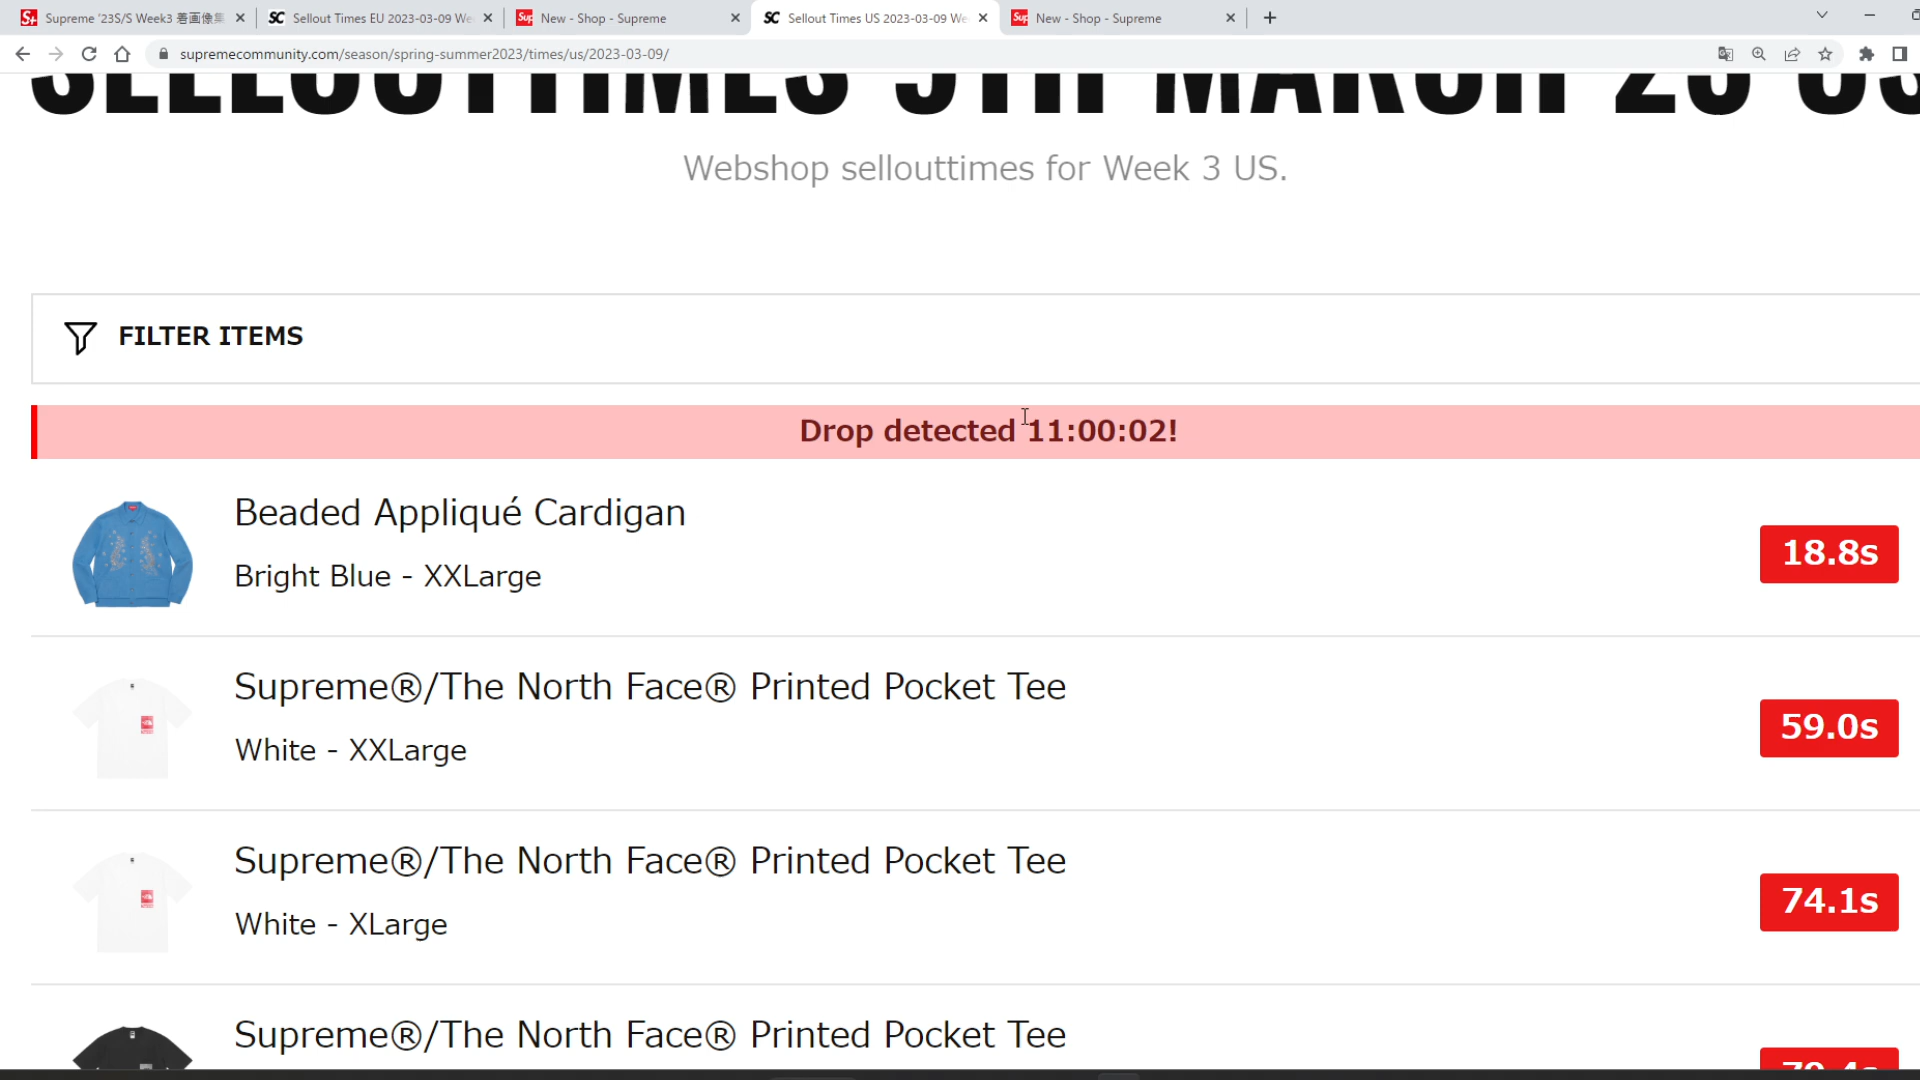 Supreme '23S/S Week3 着画像集
Sellout Times EU 2023-03-09 We
New - Shop - Supreme
Sellout Times US 2023-03-09 We
New - Shop - Supreme
supremecommunity.com/season/spring-summer2023/times/us/2023-03-09/
SELLOUTTIMES 9TH MARCH 23 US
Webshop sellouttimes for Week 3 US.
FILTER ITEMS
Drop detected 11:00:02!
Beaded Appliqué Cardigan
Bright Blue - XXLarge
18.8s
Supreme®/The North Face® Printed Pocket Tee
White - XXLarge
59.0s
Supreme®/The North Face® Printed Pocket Tee
White - XLarge
74.1s
Supreme®/The North Face® Printed Pocket Tee